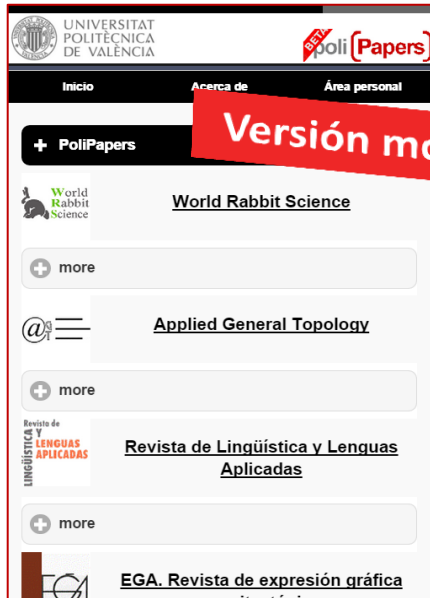 UNIVERSITAT
POLITÈCNICA
DE VALÈNCIA
BETA
poli [Papers]
Inicio
Acerca de
Área personal
Versión
+ PoliPapers
World
Rabbit
Science
World Rabbit Science
more
Applied General Topology
more
Revista de
LINGÜÍSTICA
Y
LENGUAS
APLICADAS
Revista de Lingüística y Lenguas
Aplicadas
more
EGA
EGA. Revista de expresión gráfica